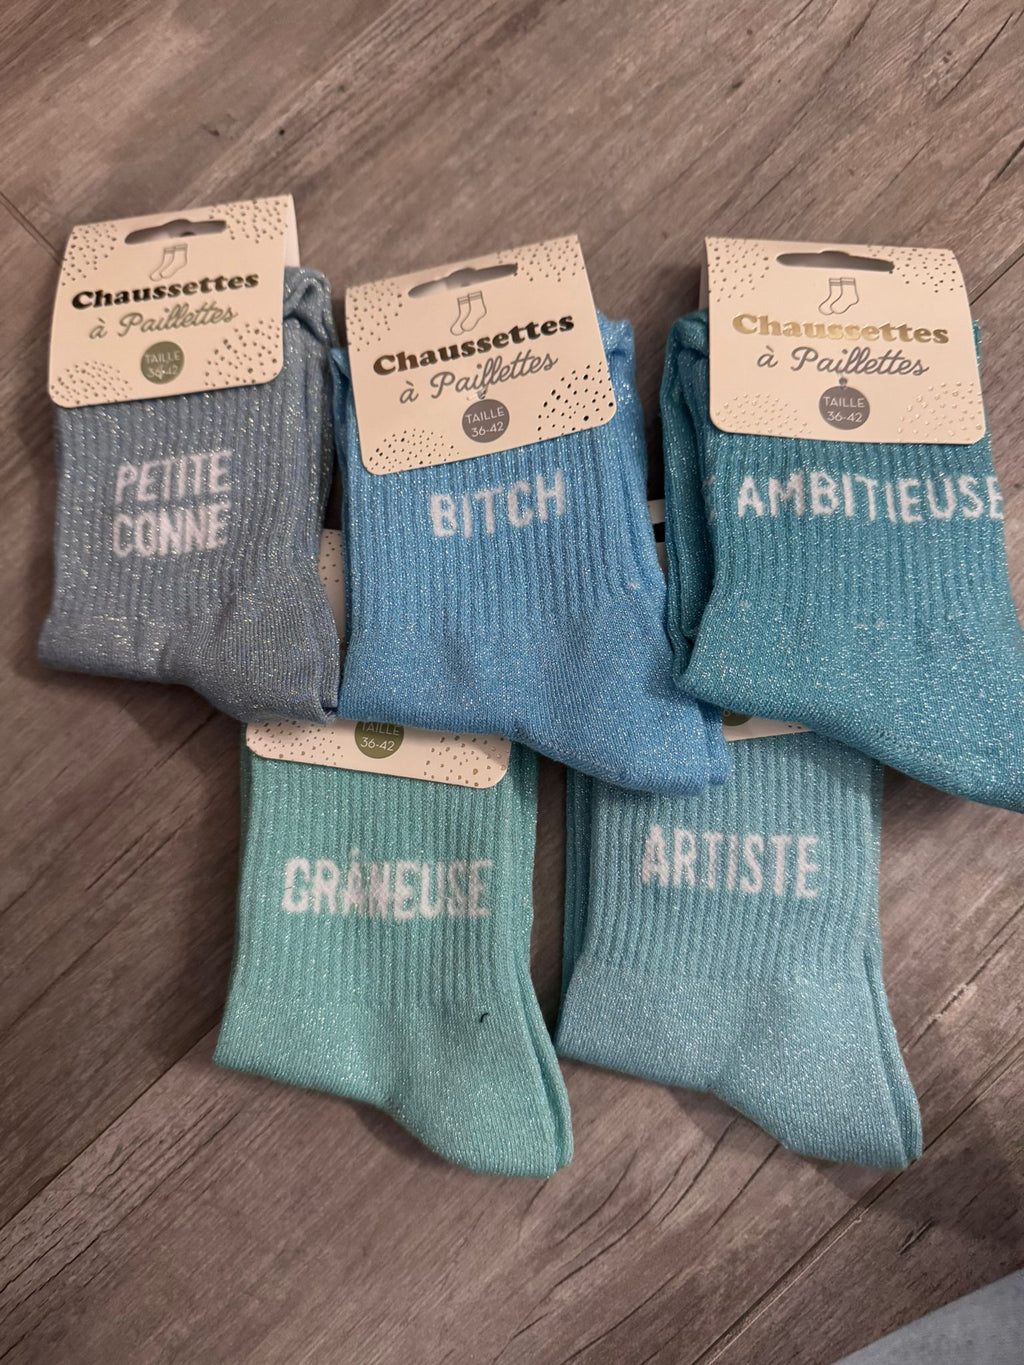 Chaussettes
à Paillettes
TAILLE
36-42
PETITE
CONNE
Chaussettes
à Paillettes
TAILLE
36-42
BITCH
Chaussettes
à Paillettes
TAILLE
36-42
AMBITIEUSE
TAILLE
36-42
CRÂNEUSE
ARTISTE